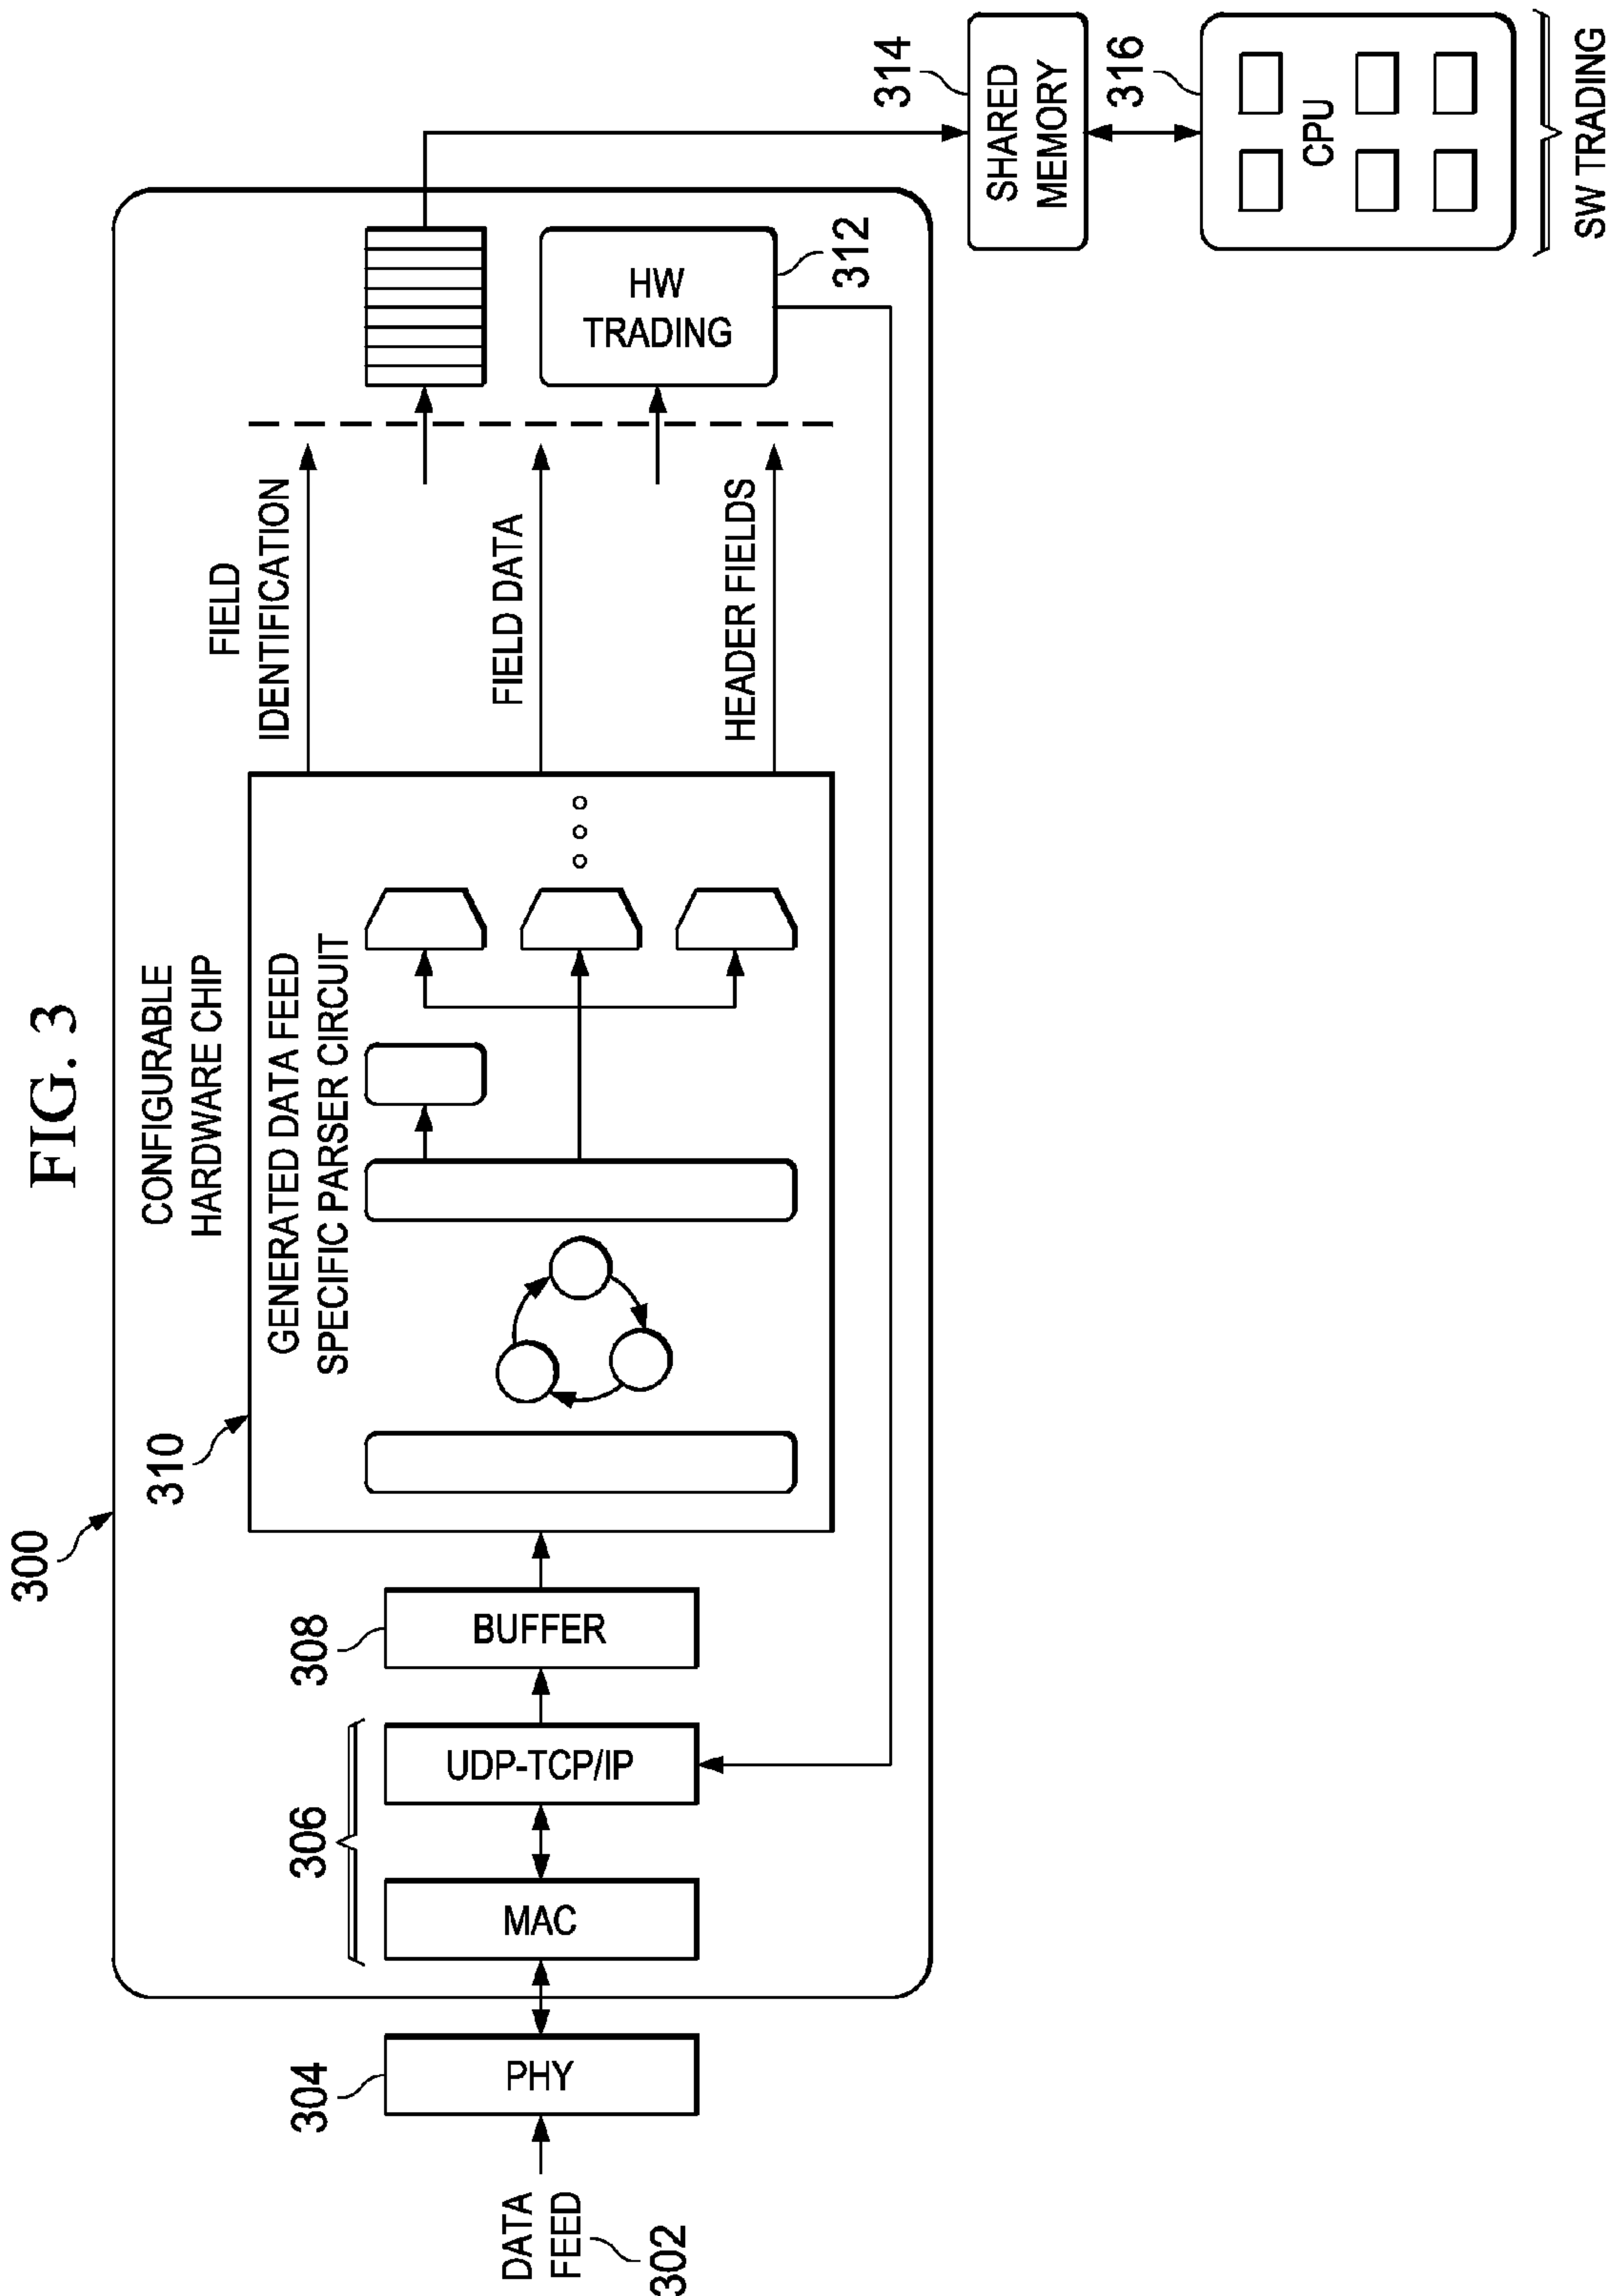 FIG. 3
300
CONFIGURABLE
HARDWARE CHIP
310
GENERATED DATA FEED
SPECIFIC PARSER CIRCUIT
DATA
FEED
302
304
PHY
306
MAC
UDP-TCP/IP
308
BUFFER
FIELD
IDENTIFICATION
FIELD DATA
HEADER FIELDS
HW
TRADING
312
314
SHARED
MEMORY
316
CPU
SW TRADING